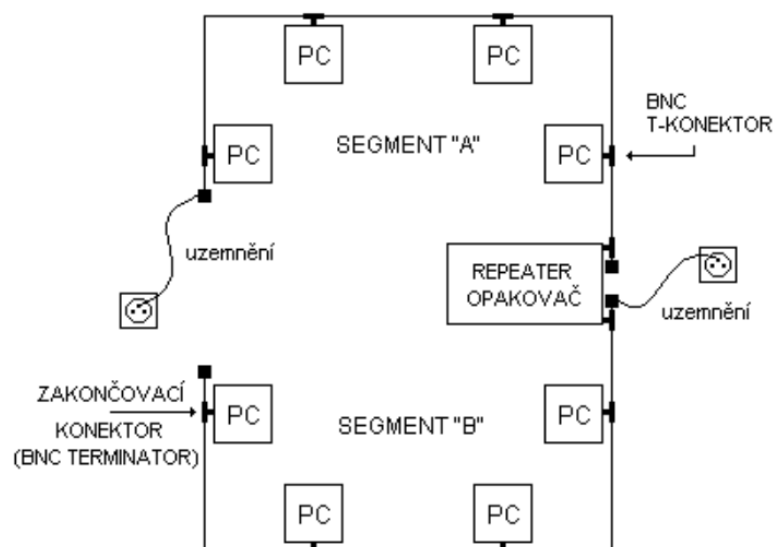 PC
PC
PC
SEGMENT "A"
PC
BNC
T-KONEKTOR
uzemnění
REPEATER
OPAKOVAČ
uzemnění
ZAKONČOVACÍ
KONEKTOR
(BNC TERMINATOR)
PC
SEGMENT "B"
PC
PC
PC